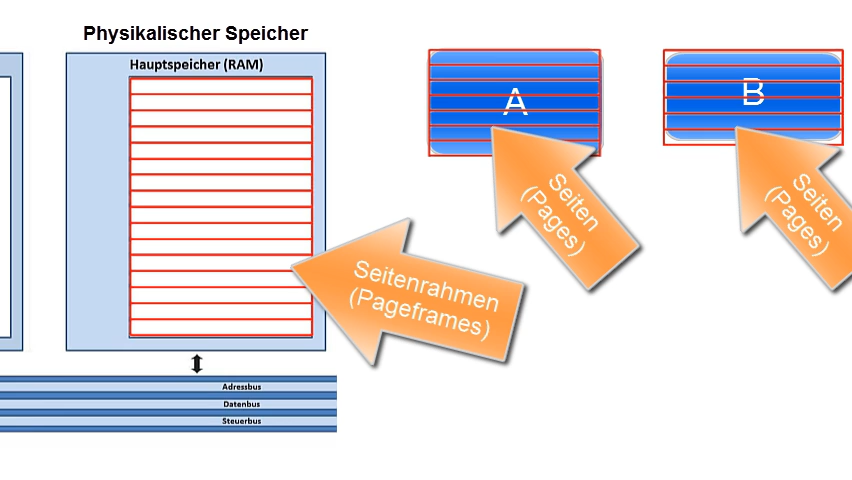 Physikalischer Speicher
Hauptspeicher (RAM)
A
B
Seiten
(Pages)
Seiten
(Pages)
Seitenrahmen
(Pageframes)
Adressbus
Datenbus
Steuerbus